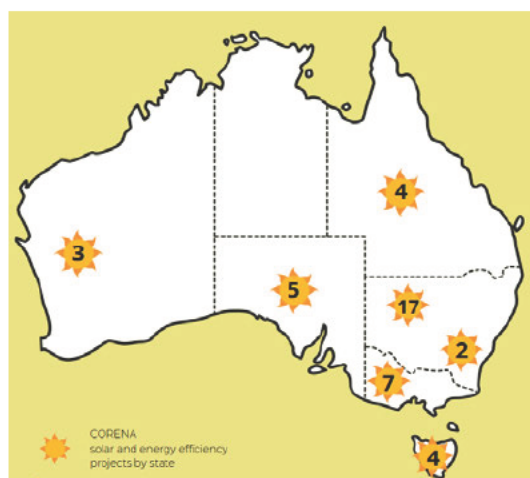 4
3
5
17
2
7
4
CORENA
solar and energy efficiency
projects by state